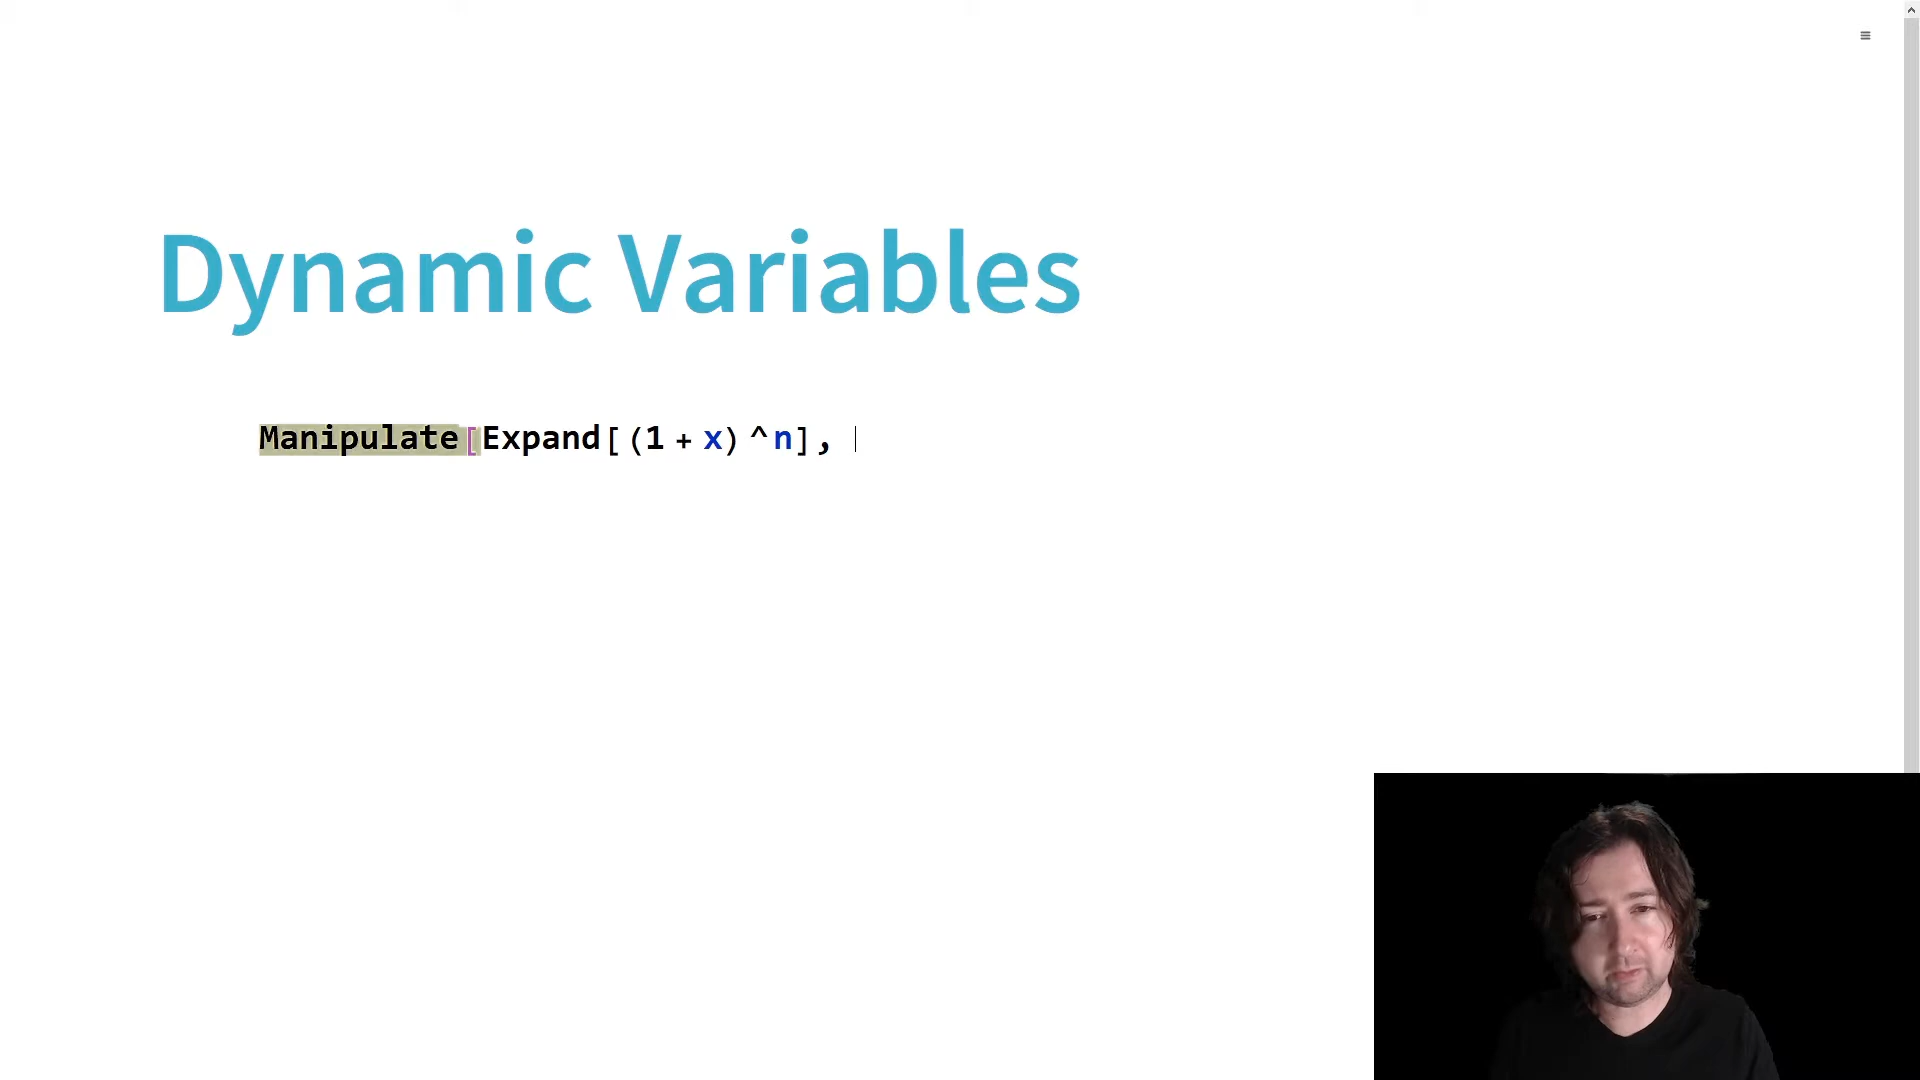 Dynamic Variables
Manipulate[Expand[(1 + x)^n],